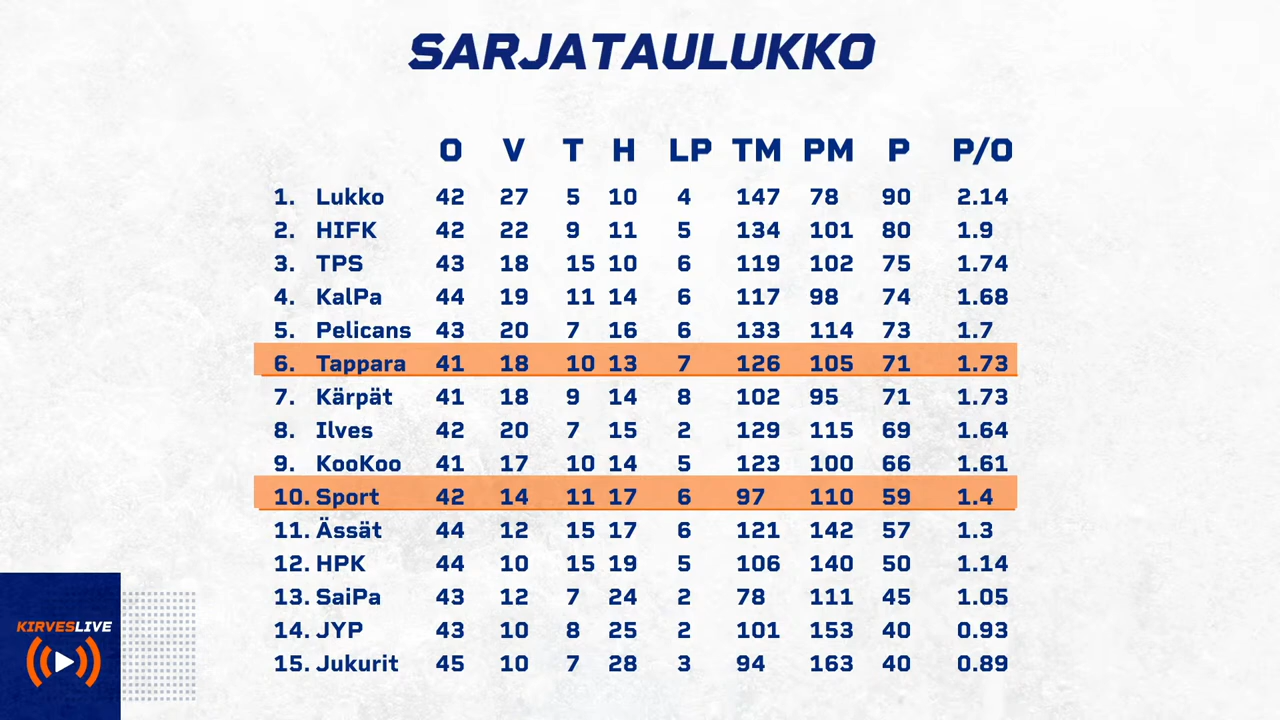 SARJATAULUKKO
O V T H LP TM PM P P/O
1. Lukko 42 27 5 10 4 147 78 90 2.14
2. HIFK 42 22 9 11 5 134 101 80 1.9
3. TPS 43 18 15 10 6 119 102 75 1.74
4. KalPa 44 19 11 14 6 117 98 74 1.68
5. Pelicans 43 20 7 16 6 133 114 73 1.7
6. Tappara 41 18 10 13 7 126 105 71 1.73
7. Kärpät 41 18 9 14 8 102 95 71 1.73
8. Ilves 42 20 7 15 2 129 115 69 1.64
9. KooKoo 41 17 10 14 5 123 100 66 1.61
10. Sport 42 14 11 17 6 97 110 59 1.4
11. Ässät 44 12 15 17 6 121 142 57 1.3
12. HPK 44 10 15 19 5 106 140 50 1.14
13. SaiPa 43 12 7 24 2 78 111 45 1.05
14. JYP 43 10 8 25 2 101 153 40 0.93
15. Jukurit 45 10 7 28 3 94 163 40 0.89
KIRVESLIVE